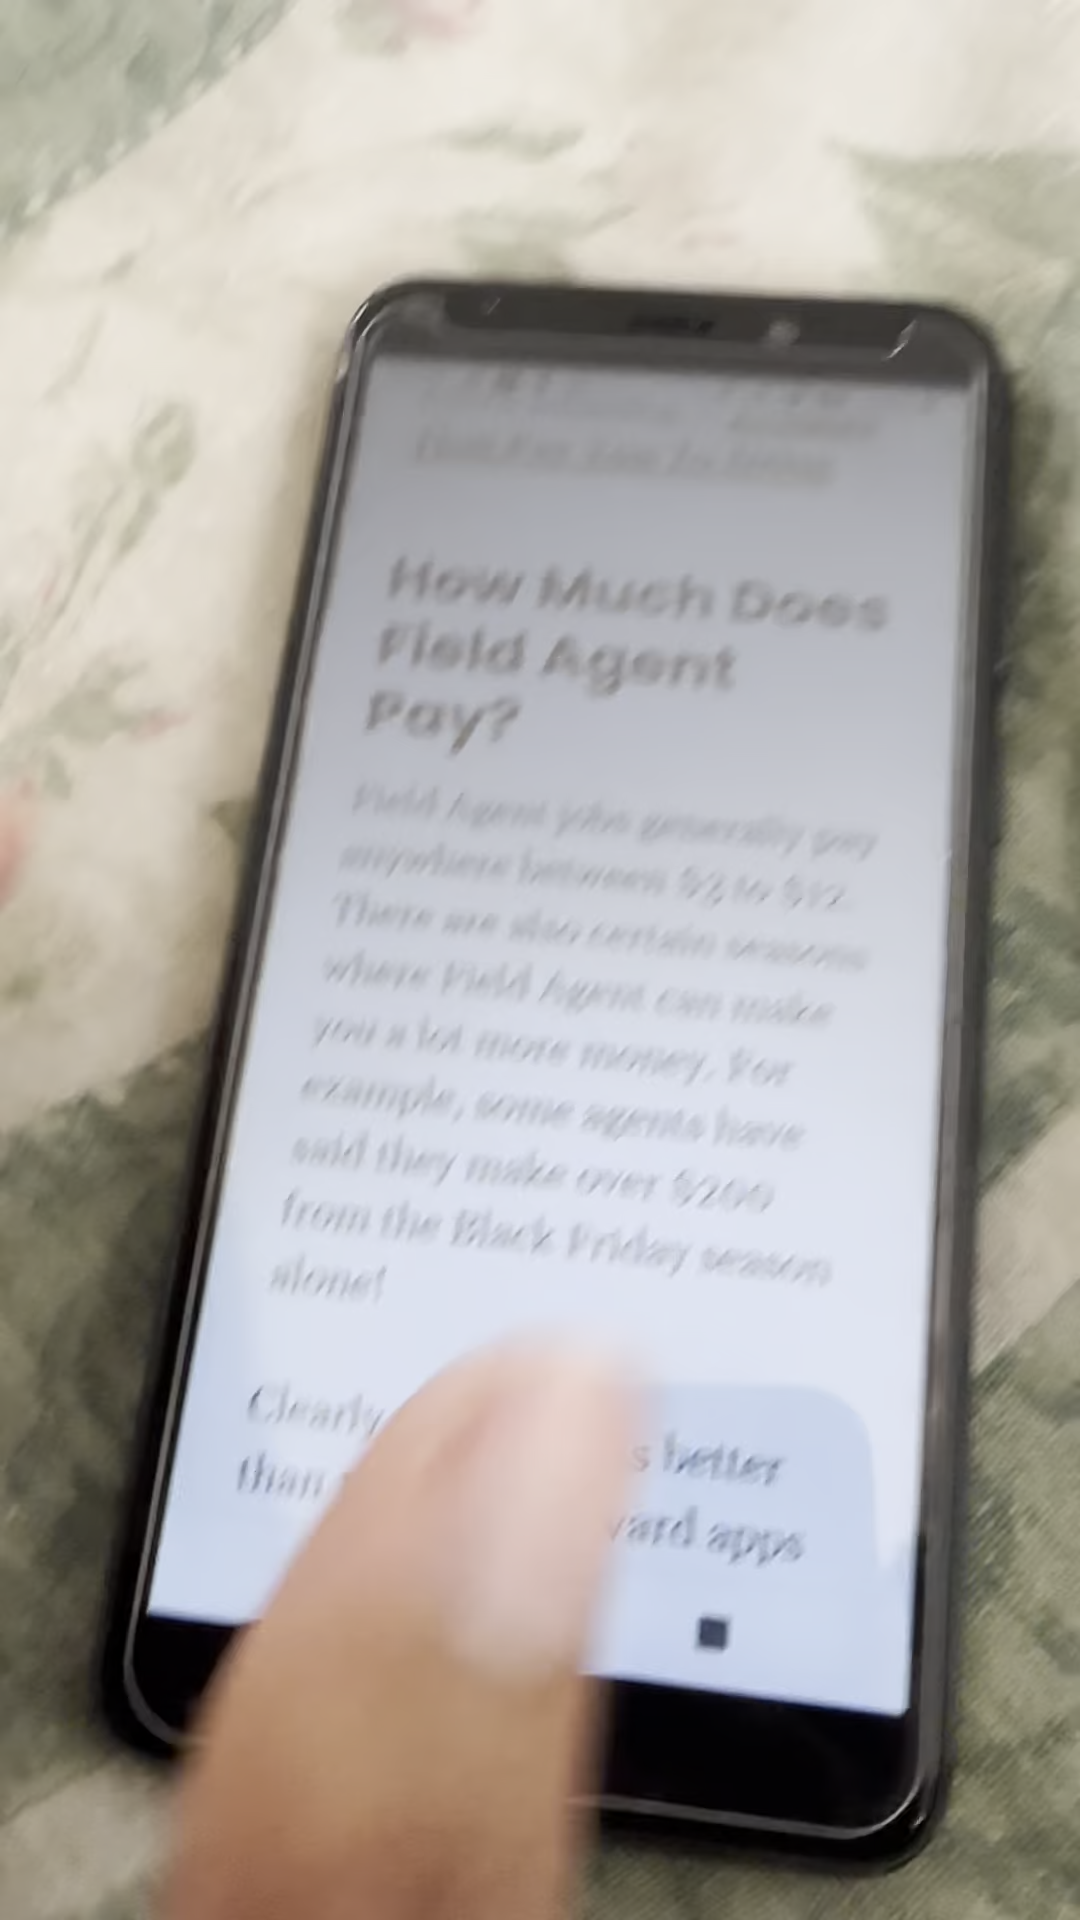 How Much Does
Field Agent
Pay?
Field Agent jobs generally pay
anywhere between $2 to $12.
There are also certain seasons
where Field Agent can make
you a lot more money. For
example, some agents have
said they make over $200
from the Black Friday season
alone!
Clearly better
than apps